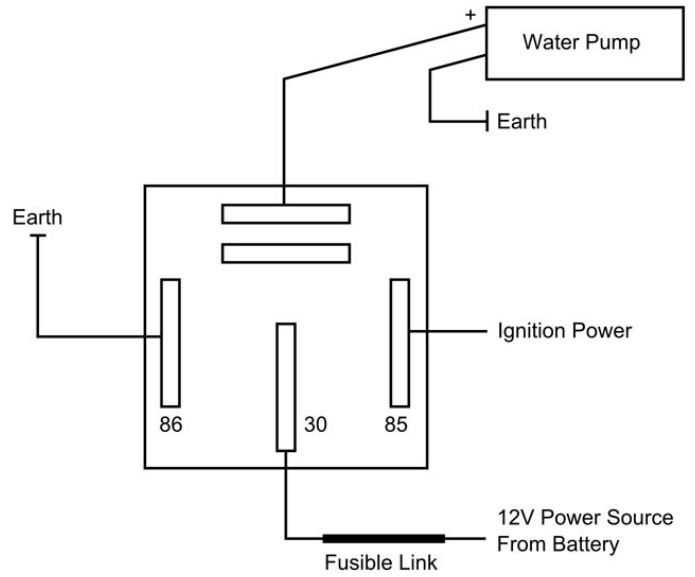 +
Water Pump
Earth
Earth
Ignition Power
86
30
85
12V Power Source
From Battery
Fusible Link